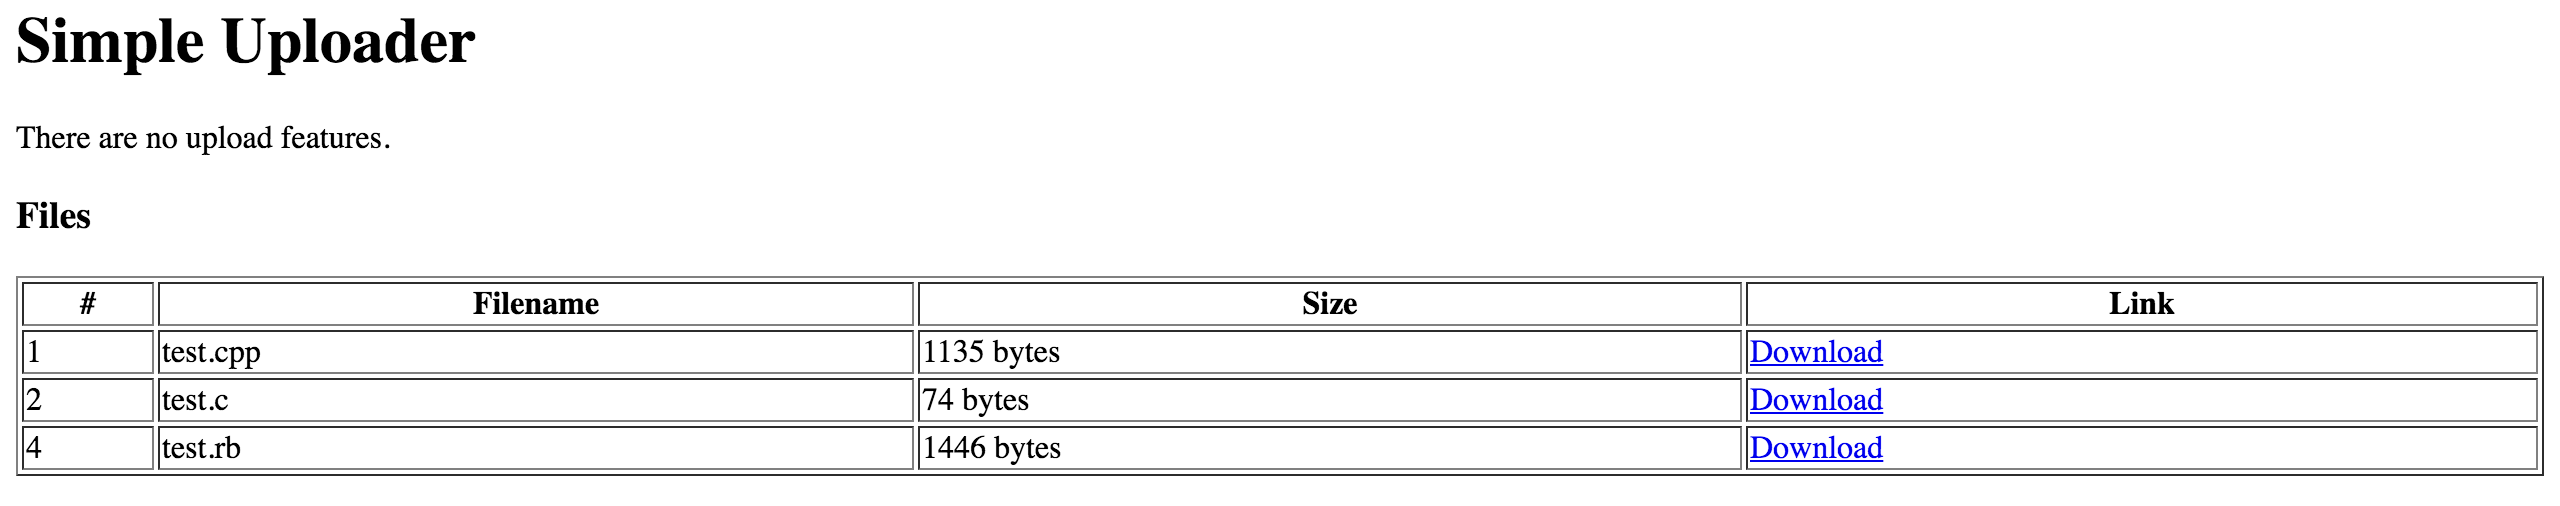 Simple Uploader
There are no upload features.
Files
# Filename Size Link
1 test.cpp 1135 bytes Download
2 test.c 74 bytes Download
4 test.rb 1446 bytes Download